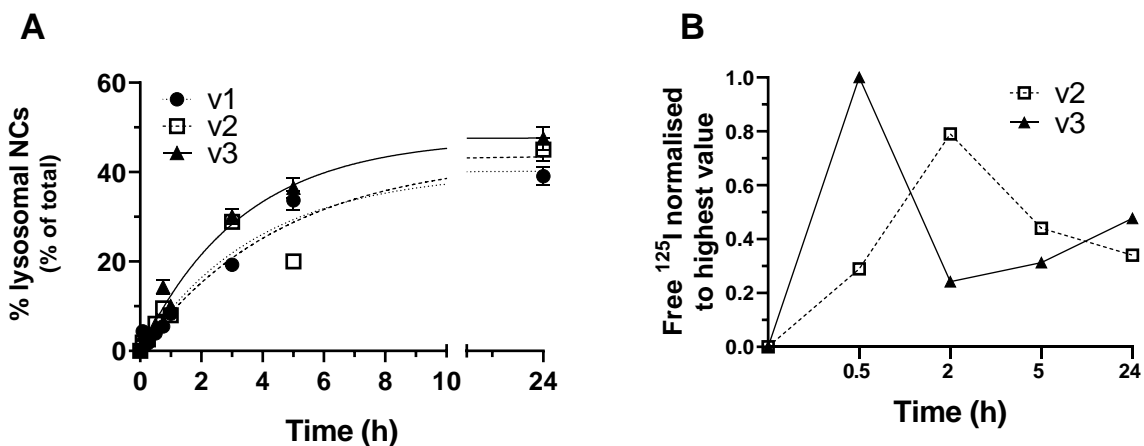 A
% lysosomal NCs
(% of total)
60
40
20
0
v1
v2
v3
0 2 4 6 8 10 24
Time (h)
B
Free ¹²⁵I normalised
to highest value
1.0
0.8
0.6
0.4
0.2
0.0
v2
v3
0.5 2 5 24
Time (h)